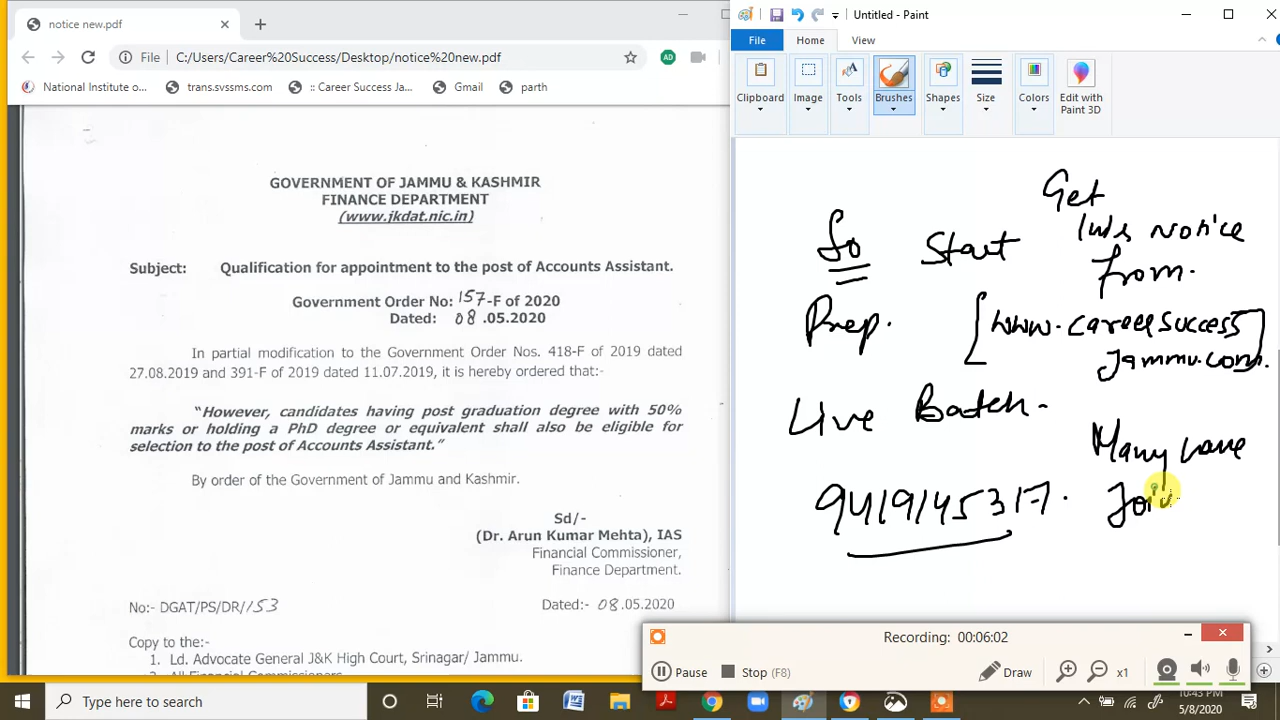 notice new.pdf
Untitled - Paint
File
Home
View
File
C:/Users/Career%20Success/Desktop/notice%20new.pdf
AD
National Institute o...
trans.svssms.com
:: Career Success Ja...
Gmail
parth
Clipboard
Image
Tools
Brushes
Shapes
Size
Colors
Edit with
Paint 3D
GOVERNMENT OF JAMMU & KASHMIR
FINANCE DEPARTMENT
(www.jkdat.nic.in)
Subject: Qualification for appointment to the post of Accounts Assistant.
Government Order No: 157-F of 2020
Dated: 08 .05.2020
In partial modification to the Government Order Nos. 418-F of 2019 dated
27.08.2019 and 391-F of 2019 dated 11.07.2019, it is hereby ordered that:-
"However, candidates having post graduation degree with 50%
marks or holding a PhD degree or equivalent shall also be eligible for
selection to the post of Accounts Assistant."
By order of the Government of Jammu and Kashmir.
Sd/-
(Dr. Arun Kumar Mehta), IAS
Financial Commissioner,
Finance Department.
No:- DGAT/PS/DR/153
Dated:- 08.05.2020
Copy to the:-
1. Ld. Advocate General J&K High Court, Srinagar/ Jammu.
2. All Financial Commissioners
So Start
Prep.
Get
this notice
from.
[www.careersuccess
jammu.com.]
Live Batch.
9419145317.
Many have
Join
Recording: 00:06:02
Pause
Stop (F8)
Draw
x1
Type here to search
10:43 PM
5/8/2020